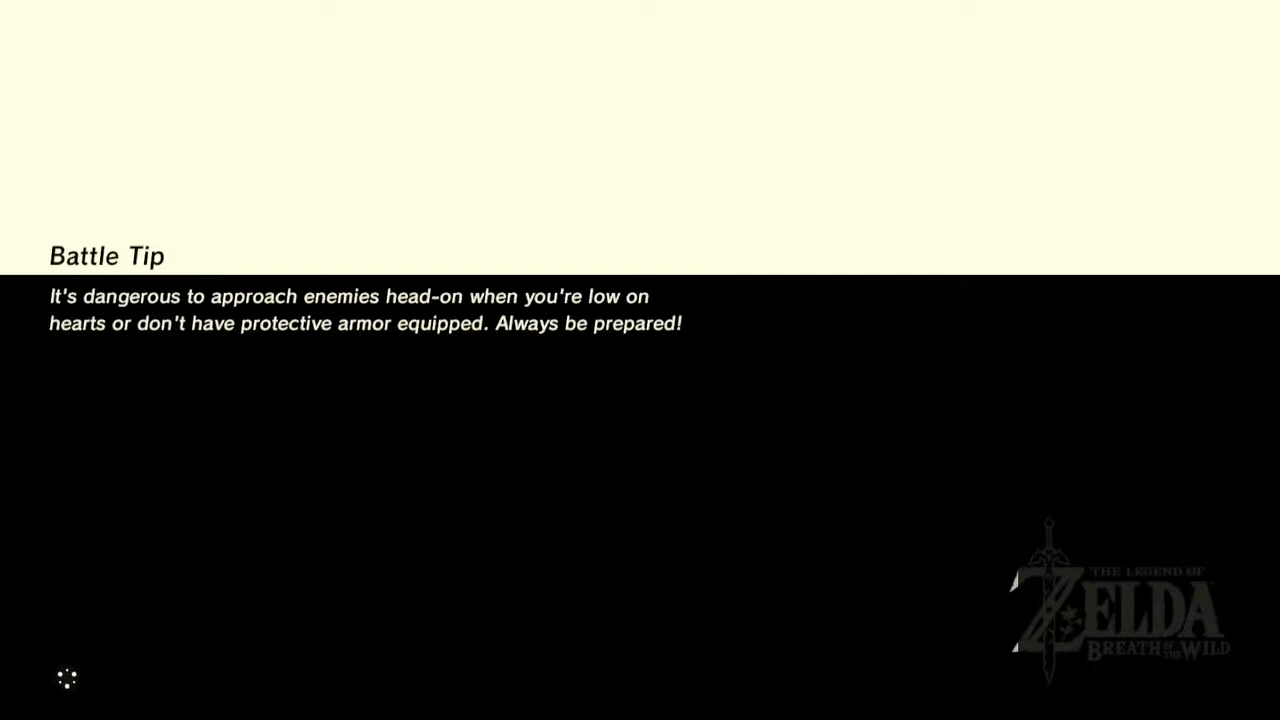 Battle Tip
It's dangerous to approach enemies head-on when you're low on
hearts or don't have protective armor equipped. Always be prepared!
THE LEGEND OF
ZELDA
BREATH OF THE WILD